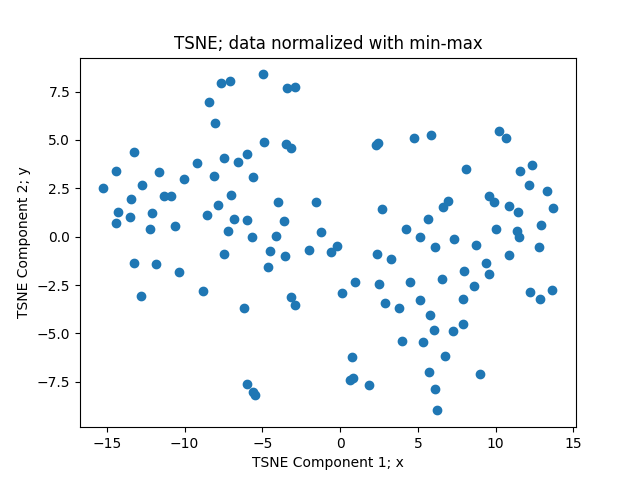 TSNE; data normalized with min-max
7.5
5.0
2.5
0.0
−2.5
−5.0
−7.5
TSNE Component 2; y
−15 −10 −5 0 5 10 15
TSNE Component 1; x